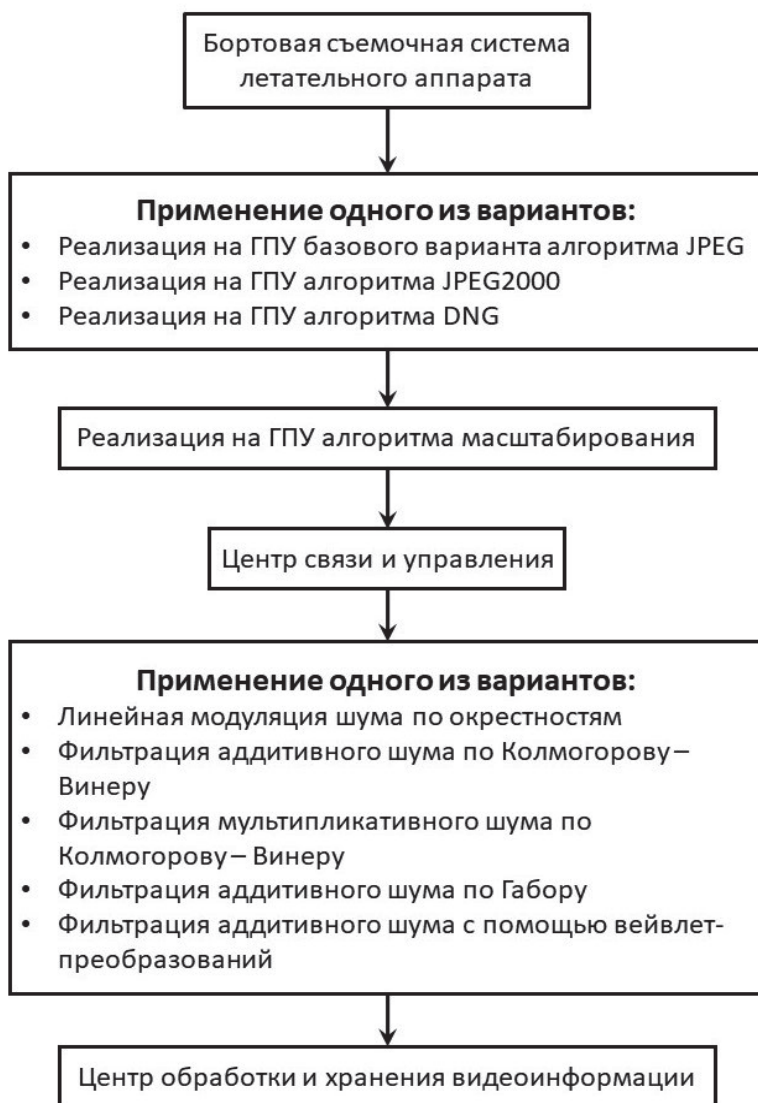 Бортовая съемочная система
летательного аппарата
Применение одного из вариантов:
• Реализация на ГПУ базового варианта алгоритма JPEG
• Реализация на ГПУ алгоритма JPEG2000
• Реализация на ГПУ алгоритма DNG
Реализация на ГПУ алгоритма масштабирования
Центр связи и управления
Применение одного из вариантов:
• Линейная модуляция шума по окрестностям
• Фильтрация аддитивного шума по Колмогорову –
Винеру
• Фильтрация мультипликативного шума по
Колмогорову – Винеру
• Фильтрация аддитивного шума по Габору
• Фильтрация аддитивного шума с помощью вейвлет-
преобразований
Центр обработки и хранения видеоинформации